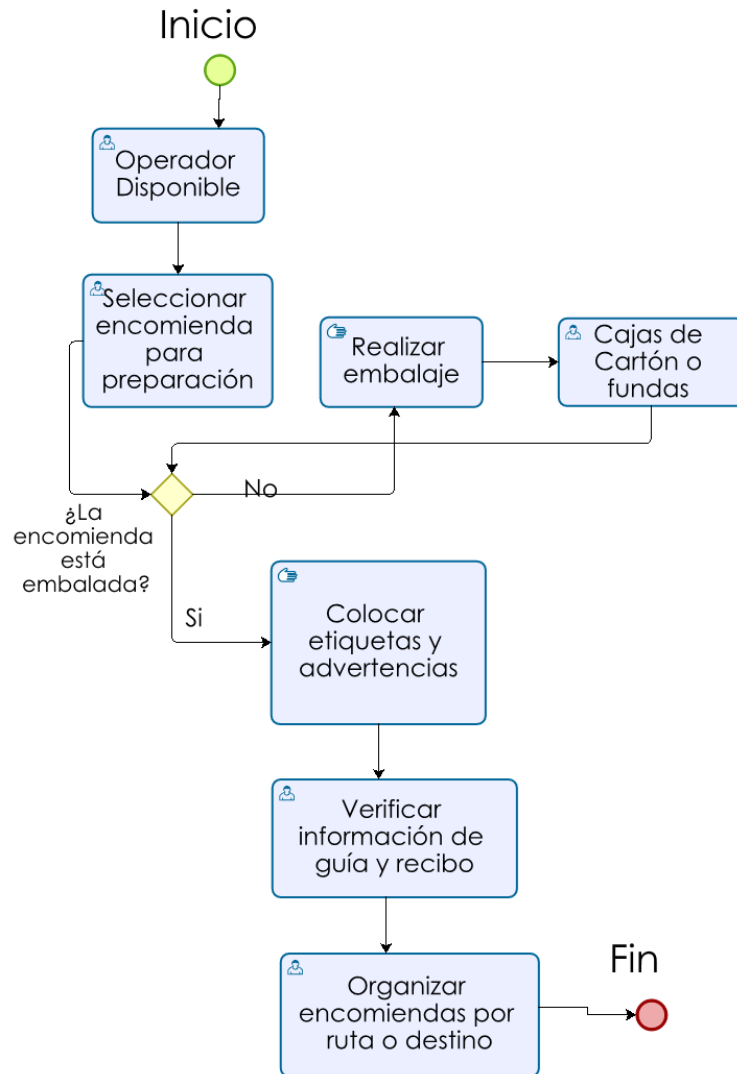 Inicio
Operador
Disponible
Seleccionar
encomienda
para
preparación
Realizar
embalaje
Cajas de
Cartón o
fundas
No
¿La
encomienda
está
embalada?
Si
Colocar
etiquetas y
advertencias
Verificar
información de
guía y recibo
Organizar
encomiendas por
ruta o destino
Fin